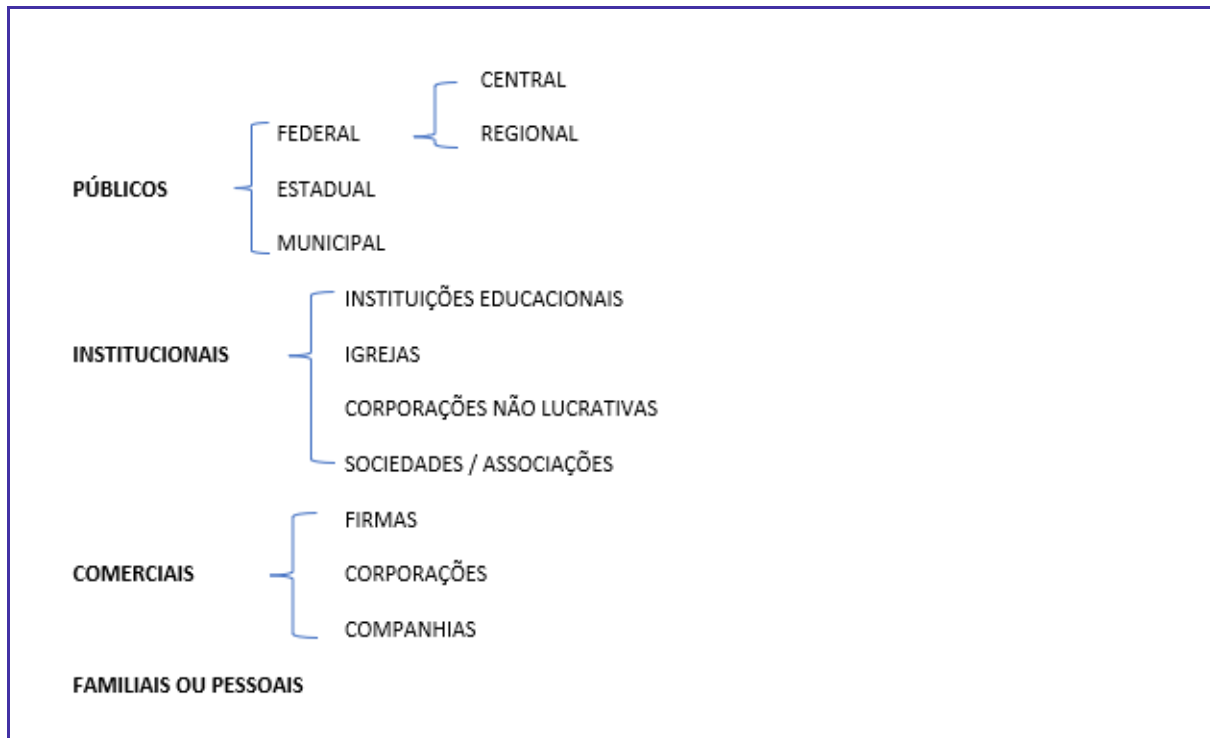 CENTRAL
FEDERAL REGIONAL
PÚBLICOS ESTADUAL
MUNICIPAL
INSTITUIÇÕES EDUCACIONAIS
INSTITUCIONAIS IGREJAS
CORPORAÇÕES NÃO LUCRATIVAS
SOCIEDADES / ASSOCIAÇÕES
FIRMAS
COMERCIAIS CORPORAÇÕES
COMPANHIAS
FAMILIAIS OU PESSOAIS